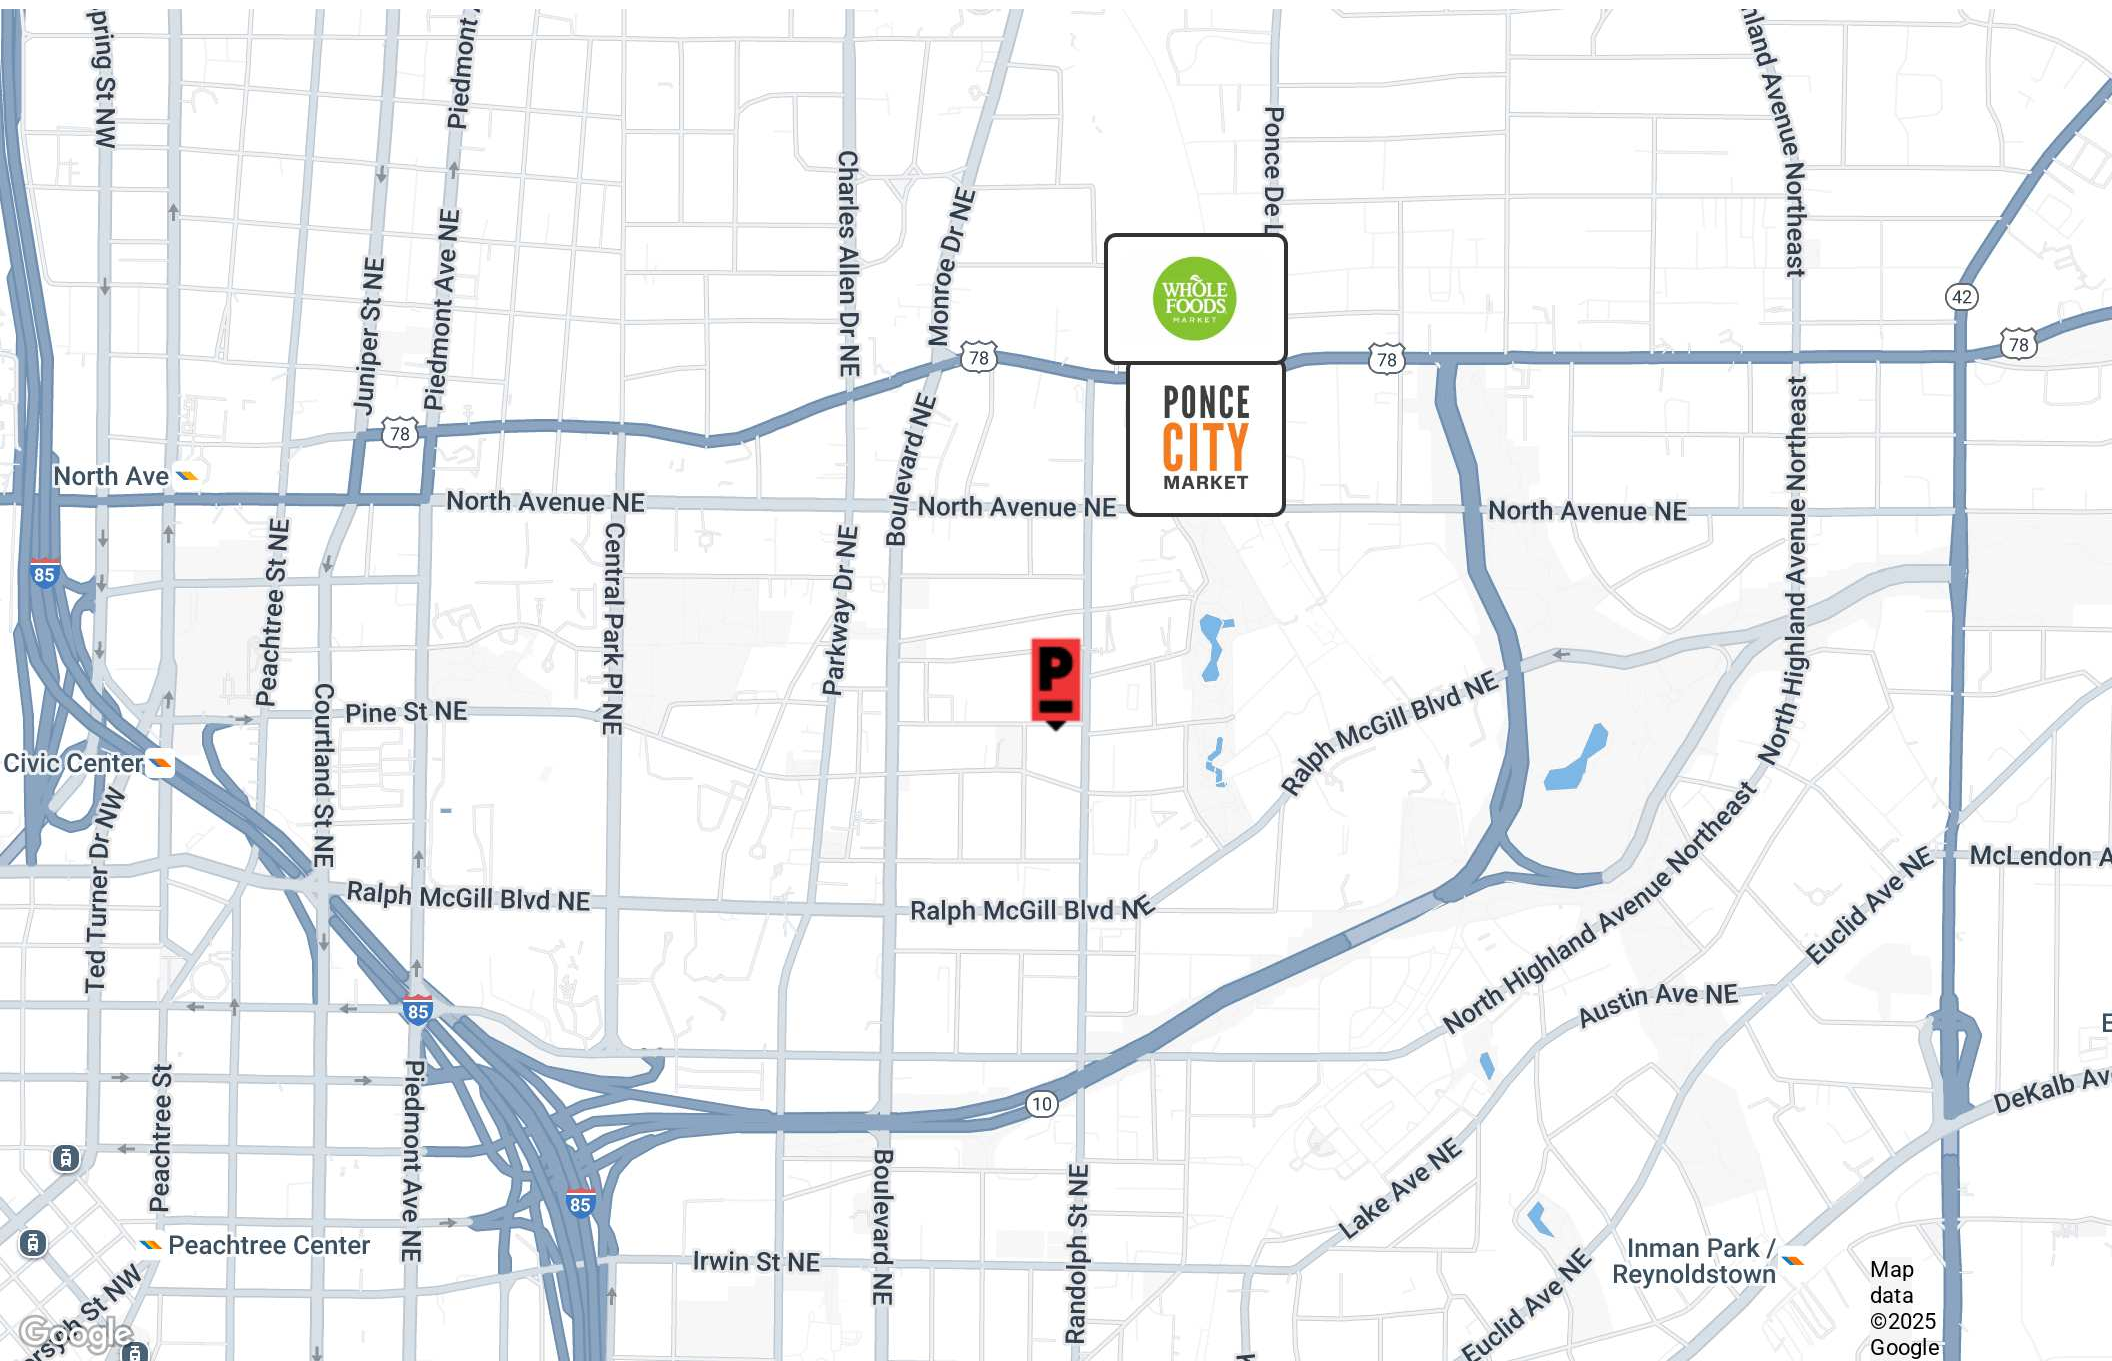 Spring St NW
Piedmont
Highland Avenue Northeast
Ponce De L
Charles Allen Dr NE
Monroe Dr NE
Juniper St NE
Piedmont Ave NE
WHOLE
FOODS
MARKET
42
78
78
78
78
PONCE
CITY
MARKET
North Ave
North Avenue NE
North Avenue NE
North Avenue NE
Boulevard NE
North Highland Avenue Northeast
85
Peachtree St NE
Central Park Pl NE
Parkway Dr NE
P
Courtland St NE
Pine St NE
Ralph McGill Blvd NE
Civic Center
Ted Turner Dr NW
North Highland Avenue Northeast
McLendon A
Euclid Ave NE
Ralph McGill Blvd NE
Ralph McGill Blvd NE
Austin Ave NE
85
E
Peachtree St
Piedmont Ave NE
10
DeKalb Av
Boulevard NE
Randolph St NE
Lake Ave NE
85
Peachtree Center
Irwin St NE
Inman Park /
Reynoldstown
Euclid Ave NE
St NW
Google
Map
data
©2025
Google